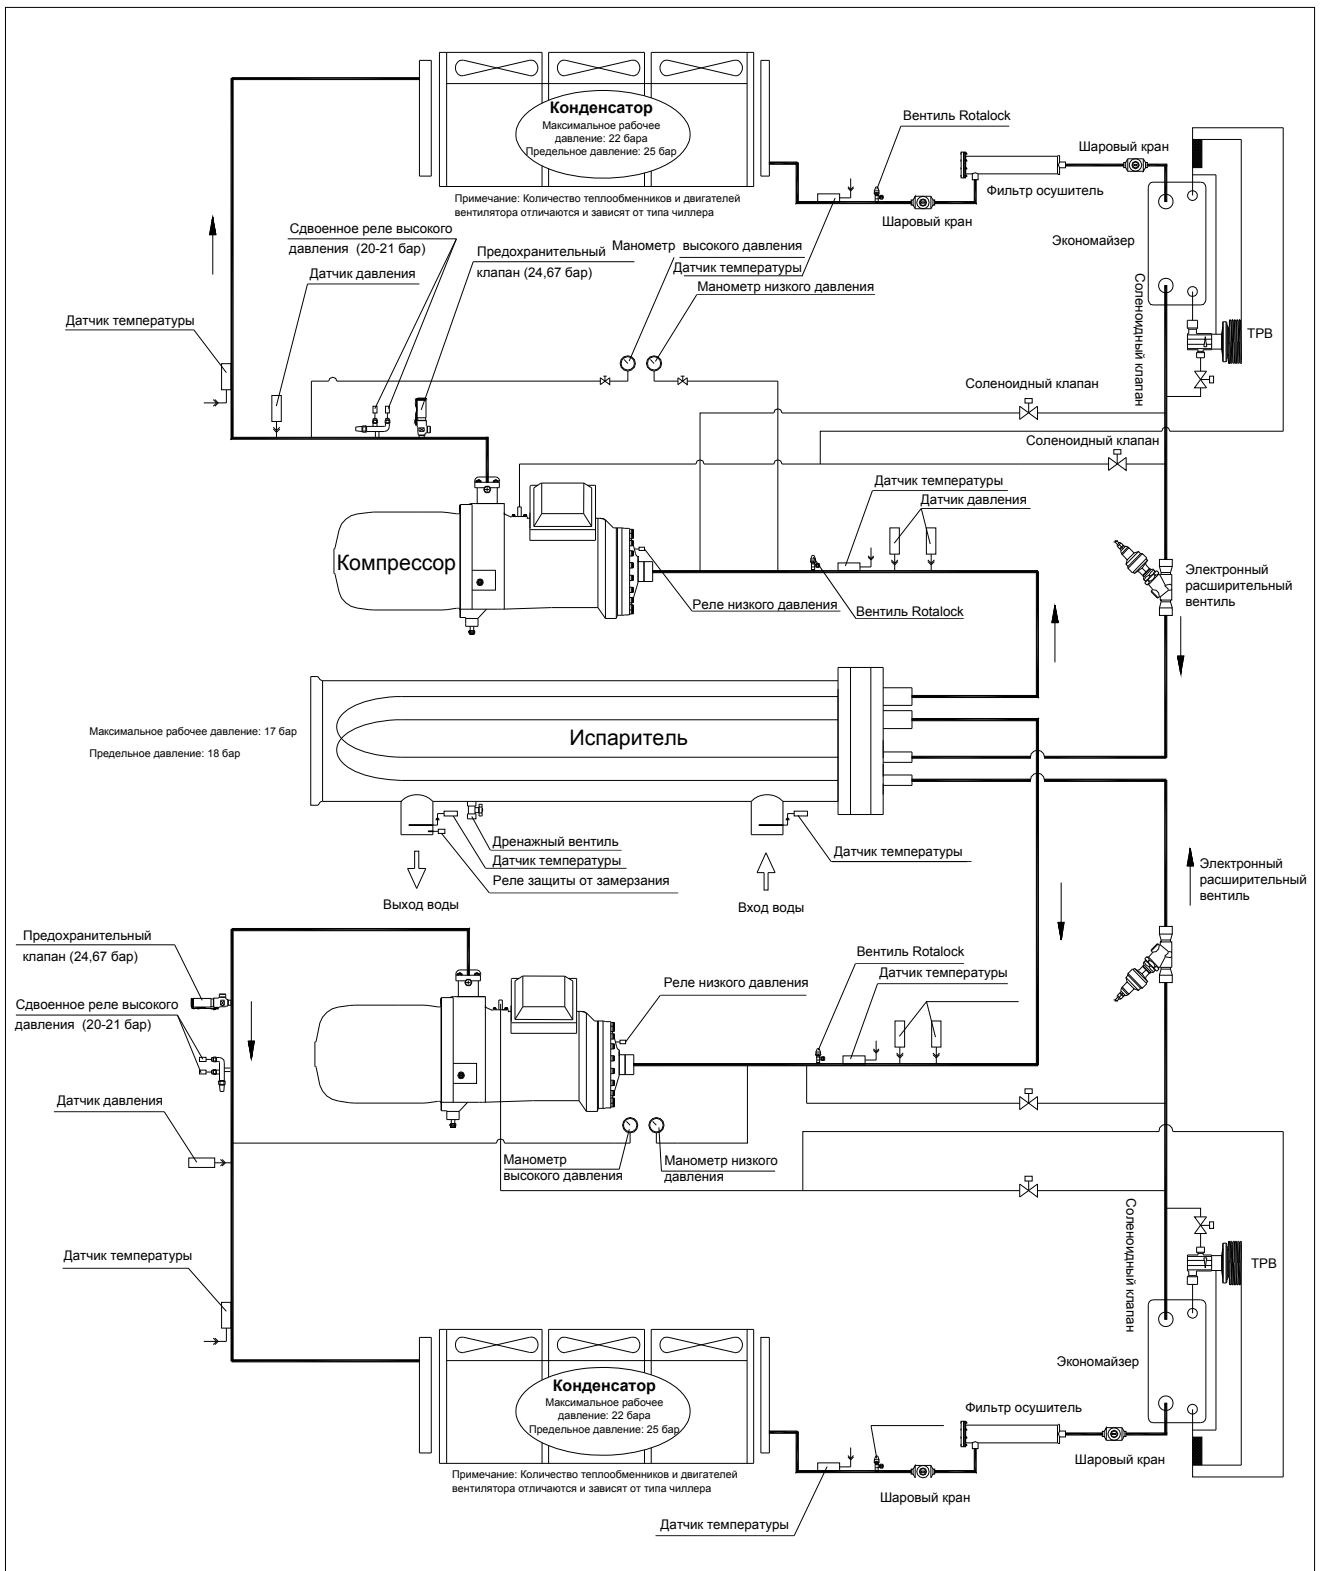 Конденсатор
Максимальное рабочее
давление: 22 бара
Предельное давление: 25 бар
Примечание: Количество теплообменников и двигателей
вентилятора отличаются и зависят от типа чиллера
Вентиль Rotalock
Шаровый кран
Фильтр осушитель
Шаровый кран
Экономайзер
Соленоидный клапан
ТРВ
Сдвоенное реле высокого
давления (20-21 бар)
Датчик давления
Предохранительный
клапан (24,67 бар)
Манометр высокого давления
Датчик температуры
Манометр низкого давления
Датчик температуры
Соленоидный клапан
Соленоидный клапан
Датчик температуры
Датчик давления
Компрессор
Реле низкого давления
Вентиль Rotalock
Электронный
расширительный
вентиль
Максимальное рабочее давление: 17 бар
Предельное давление: 18 бар
Испаритель
Дренажный вентиль
Датчик температуры
Реле защиты от замерзания
Датчик температуры
Выход воды
Вход воды
Электронный
расширительный
вентиль
Предохранительный
клапан (24,67 бар)
Сдвоенное реле высокого
давления (20-21 бар)
Датчик давления
Датчик температуры
Вентиль Rotalock
Датчик температуры
Реле низкого давления
Манометр
высокого давления
Манометр низкого
давления
Соленоидный клапан
ТРВ
Экономайзер
Конденсатор
Максимальное рабочее
давление: 22 бара
Предельное давление: 25 бар
Примечание: Количество теплообменников и двигателей
вентилятора отличаются и зависят от типа чиллера
Фильтр осушитель
Шаровый кран
Шаровый кран
Датчик температуры